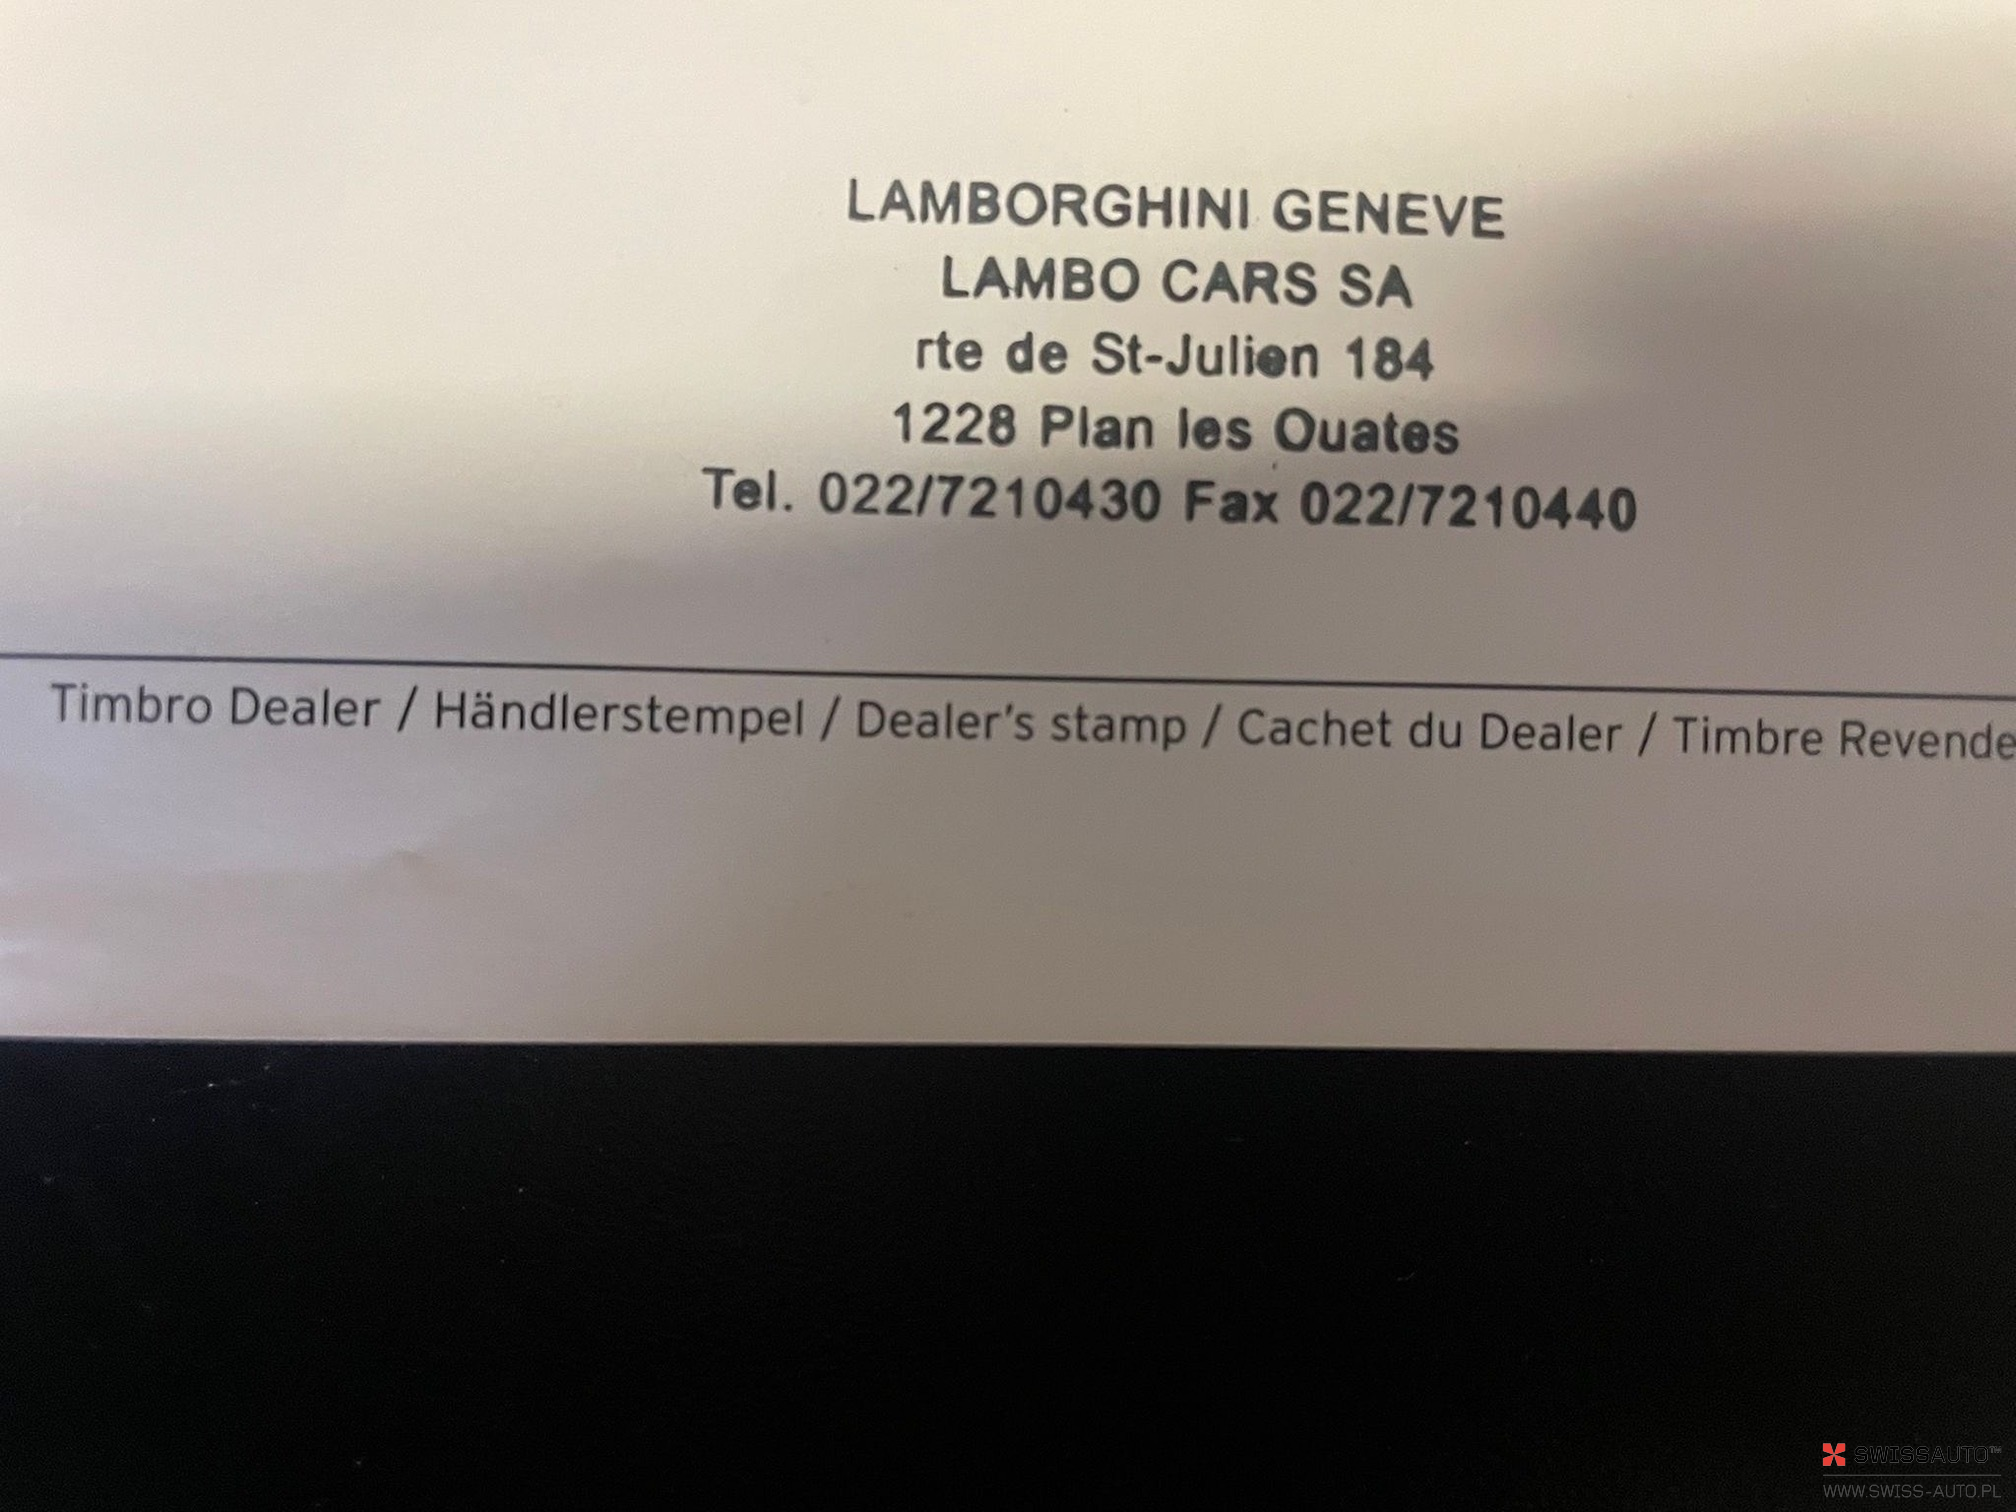 LAMBORGHINI GENEVE
LAMBO CARS SA
rte de St-Julien 184
1228 Plan les Ouates
Tel. 022/7210430 Fax 022/7210440
Timbro Dealer / Händlerstempel / Dealer's stamp / Cachet du Dealer / Timbre Revende
SWISSAUTO™
WWW.SWISS-AUTO.PL